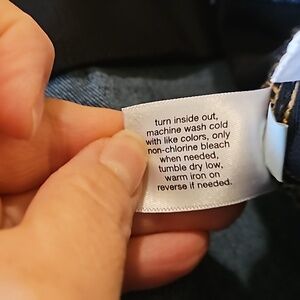 turn inside out,
machine wash cold
with like colors, only
non-chlorine bleach
when needed,
tumble dry low,
warm iron on
reverse if needed.